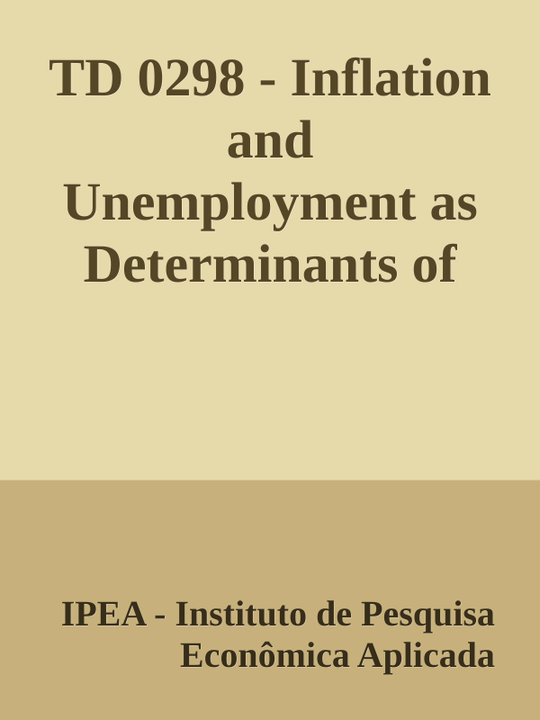 TD 0298 - Inflation
and
Unemployment as
Determinants of
IPEA - Instituto de Pesquisa
Econômica Aplicada